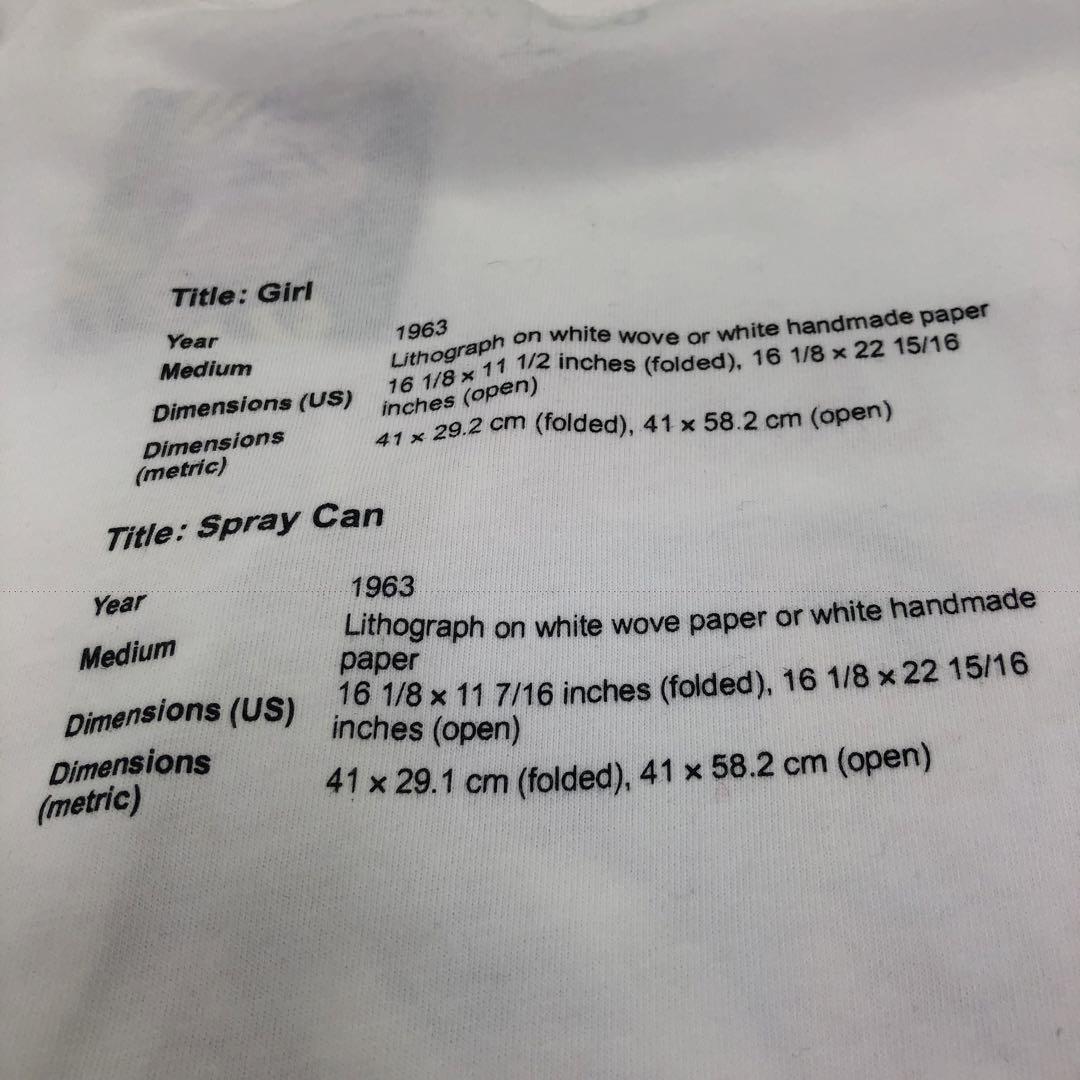 Title: Girl
Year 1963
Medium Lithograph on white wove or white handmade paper
Dimensions (US) 16 1/8 × 11 1/2 inches (folded), 16 1/8 × 22 15/16
inches (open)
Dimensions 41 × 29.2 cm (folded), 41 × 58.2 cm (open)
(metric)
Title: Spray Can
Year 1963
Medium Lithograph on white wove paper or white handmade
paper
Dimensions (US) 16 1/8 × 11 7/16 inches (folded), 16 1/8 × 22 15/16
inches (open)
Dimensions 41 × 29.1 cm (folded), 41 × 58.2 cm (open)
(metric)